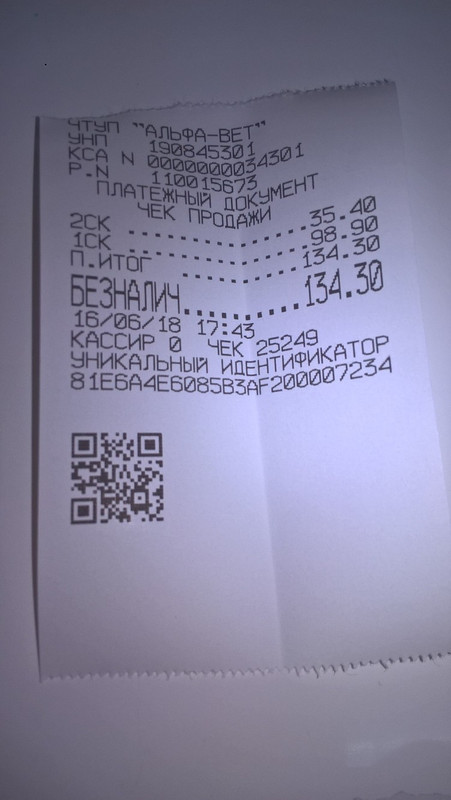 ЧТУП "АЛЬФА-ВЕТ"
УНП 190845301
КСА N 0000000034301
Р.N 110015673
ПЛАТЕЖНЫЙ ДОКУМЕНТ
ЧЕК ПРОДАЖИ
2СК ..............35.40
1СК ..............98.90
П.ИТОГ .........134.30
БЕЗНАЛИЧ..........134.30
16/06/18 17:43
КАССИР 0 ЧЕК 25249
УНИКАЛЬНЫЙ ИДЕНТИФИКАТОР
81E6A4E6085B3AF200007234